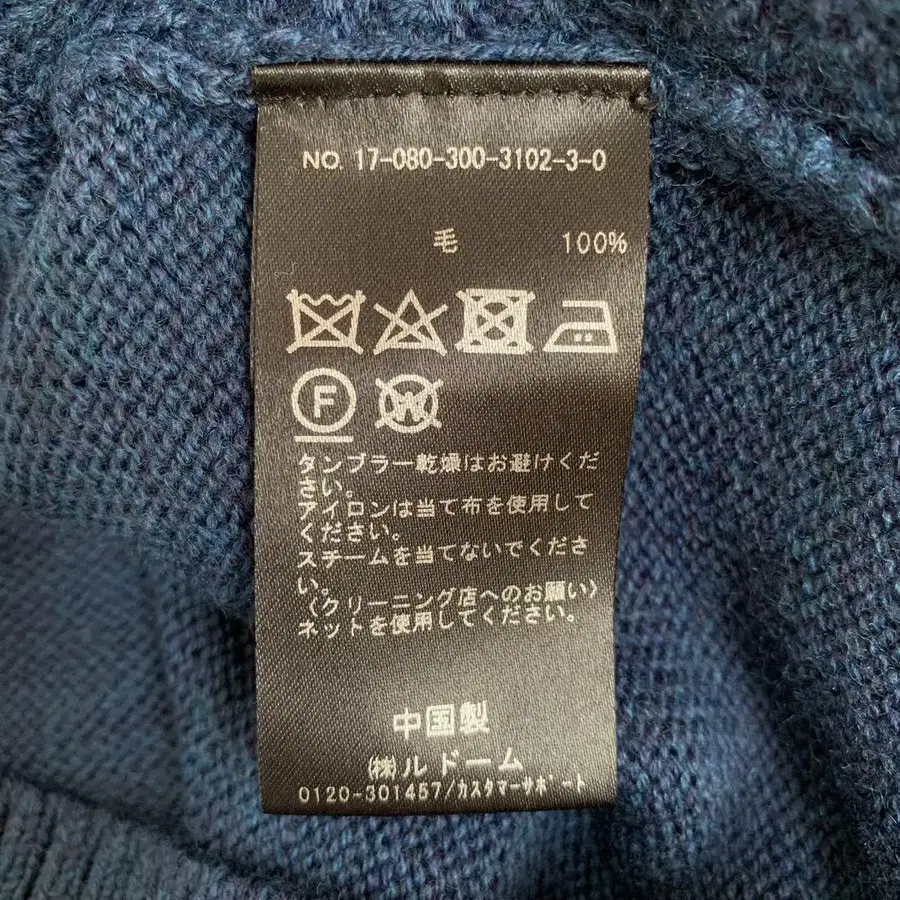 NO. 17-080-300-3102-3-0
毛 100%
F W
タンブラー乾燥はお避けくだ
さい。
アイロンは当て布を使用して
ください。
スチームを当てないでくださ
い。
〈クリーニング店へのお願い〉
ネットを使用してください。
中国製
㈱ルドーム
0120-301457/カスタマーサポート